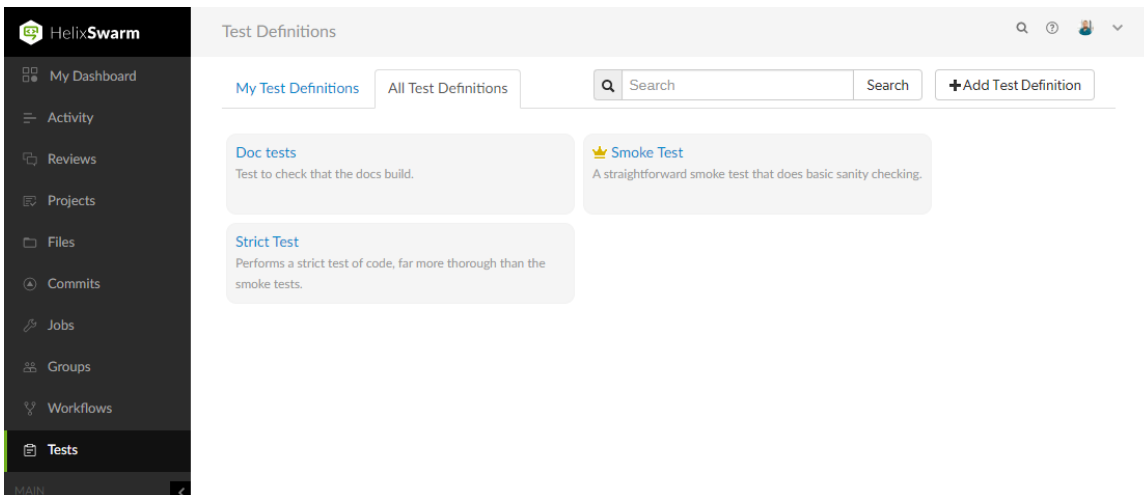 HelixSwarm
Test Definitions
My Dashboard
Activity
Reviews
Projects
Files
Commits
Jobs
Groups
Workflows
Tests
MAIN
My Test Definitions
All Test Definitions
Search
Search
+Add Test Definition
Doc tests
Test to check that the docs build.
Smoke Test
A straightforward smoke test that does basic sanity checking.
Strict Test
Performs a strict test of code, far more thorough than the
smoke tests.